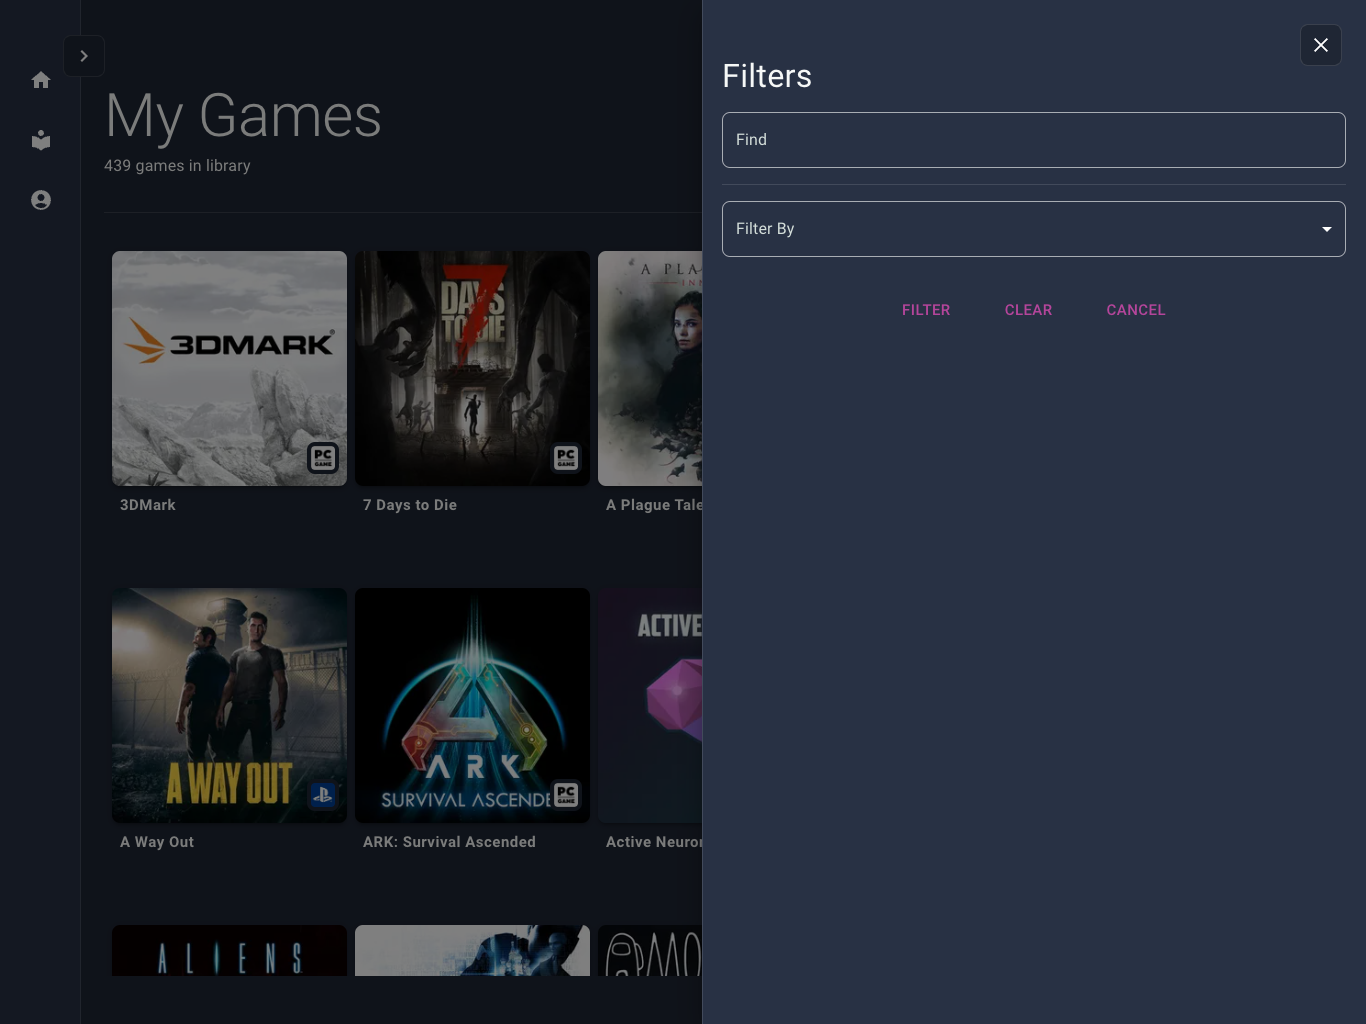 My Games
439 games in library
3DMARK
PC
GAME
3DMark
7
DAYS
TO DIE
PC
GAME
7 Days to Die
A PLA
INN
A Plague Tale
A WAY OUT
A Way Out
ARK
SURVIVAL ASCENDE
PC
GAME
ARK: Survival Ascended
ACTIVE
Active Neuro
ALIENS
Filters
Find
Filter By
FILTER
CLEAR
CANCEL